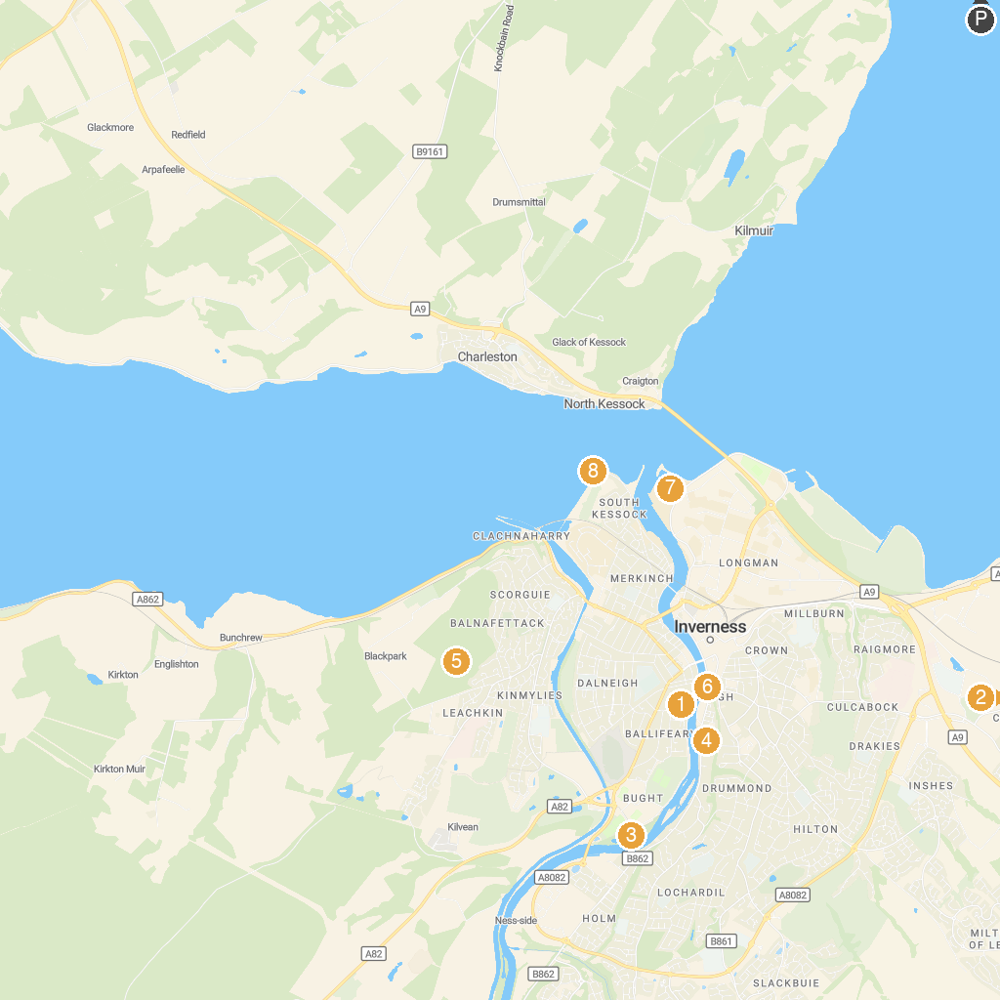 P
Knockbain Road
Glackmore
Redfield
B9161
Arpafeelie
Drumsmittal
Kilmuir
A9
Glack of Kessock
Charleston
Craigton
North Kessock
8
7
SOUTH
KESSOCK
CLACHNAHARRY
LONGMAN
A862
MERKINCH
SCORGUIE
A9
MILLBURN
BALNAFETTACK
Inverness
Bunchrew
CROWN
RAIGMORE
Blackpark
5
Englishton
Kirkton
DALNEIGH
6
KINMYLIES
1
2
CULCABOCK
LEACHKIN
BALLIFEARY
4
A9
DRAKIES
Kirkton Muir
DRUMMOND
INSHES
BUGHT
A82
Kilvean
HILTON
3
B862
A8082
LOCHARDIL
A8082
HOLM
Ness-side
B861
A82
B862
SLACKBUIE